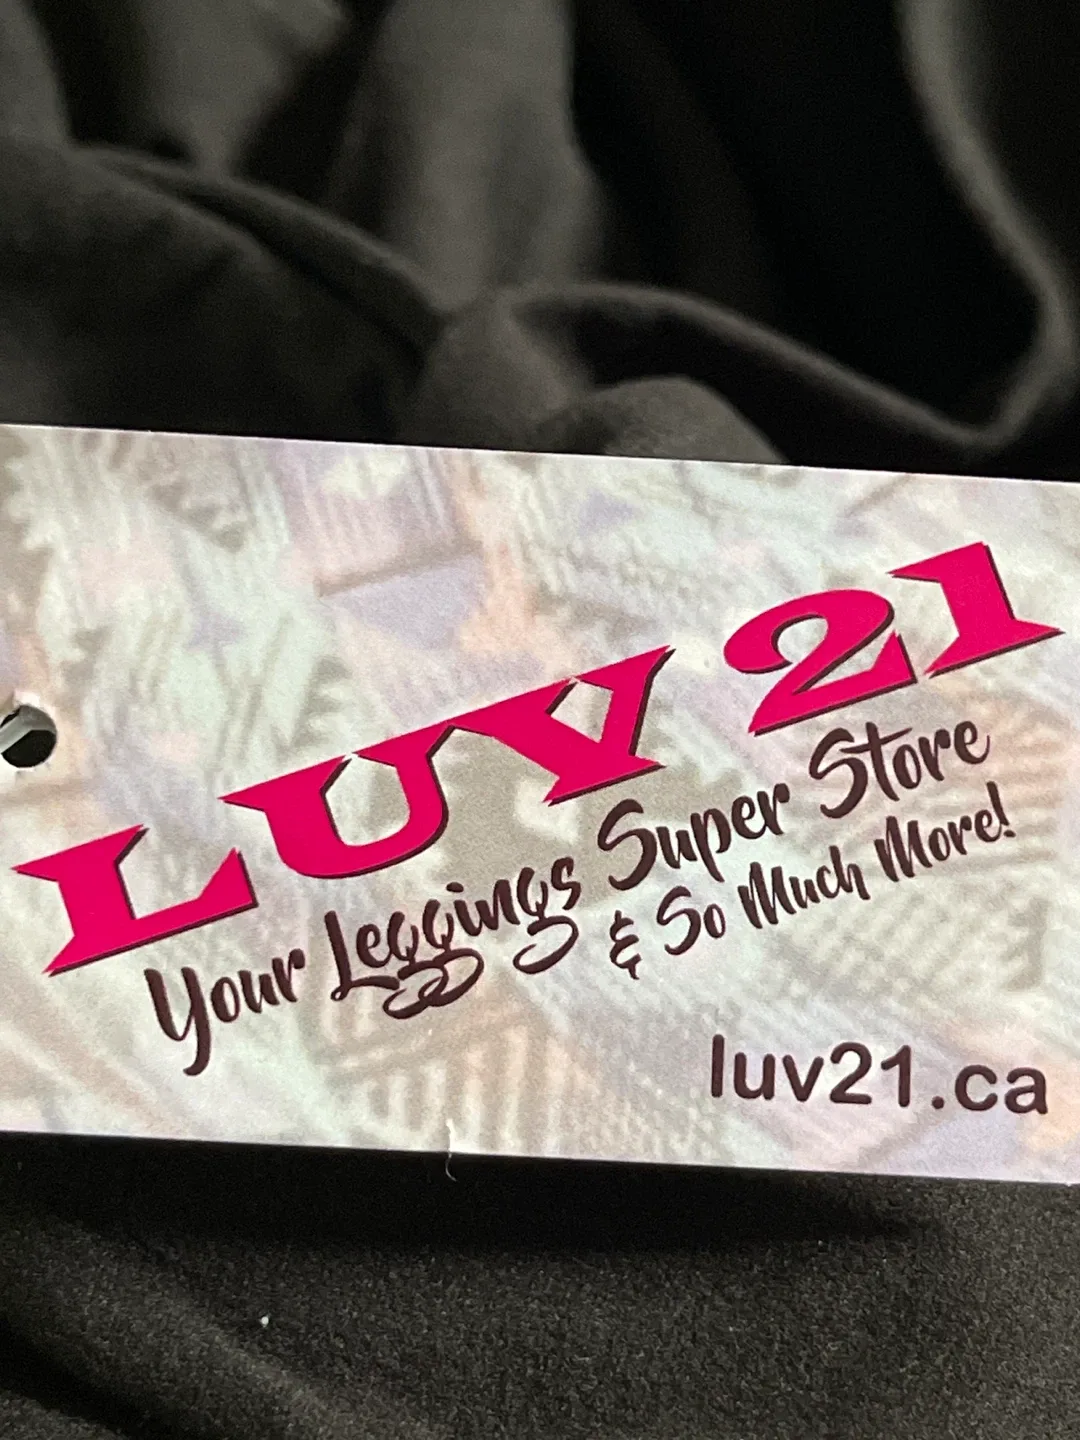 LUV 21
Your Leggings Super Store
& So Much More!
luv21.ca